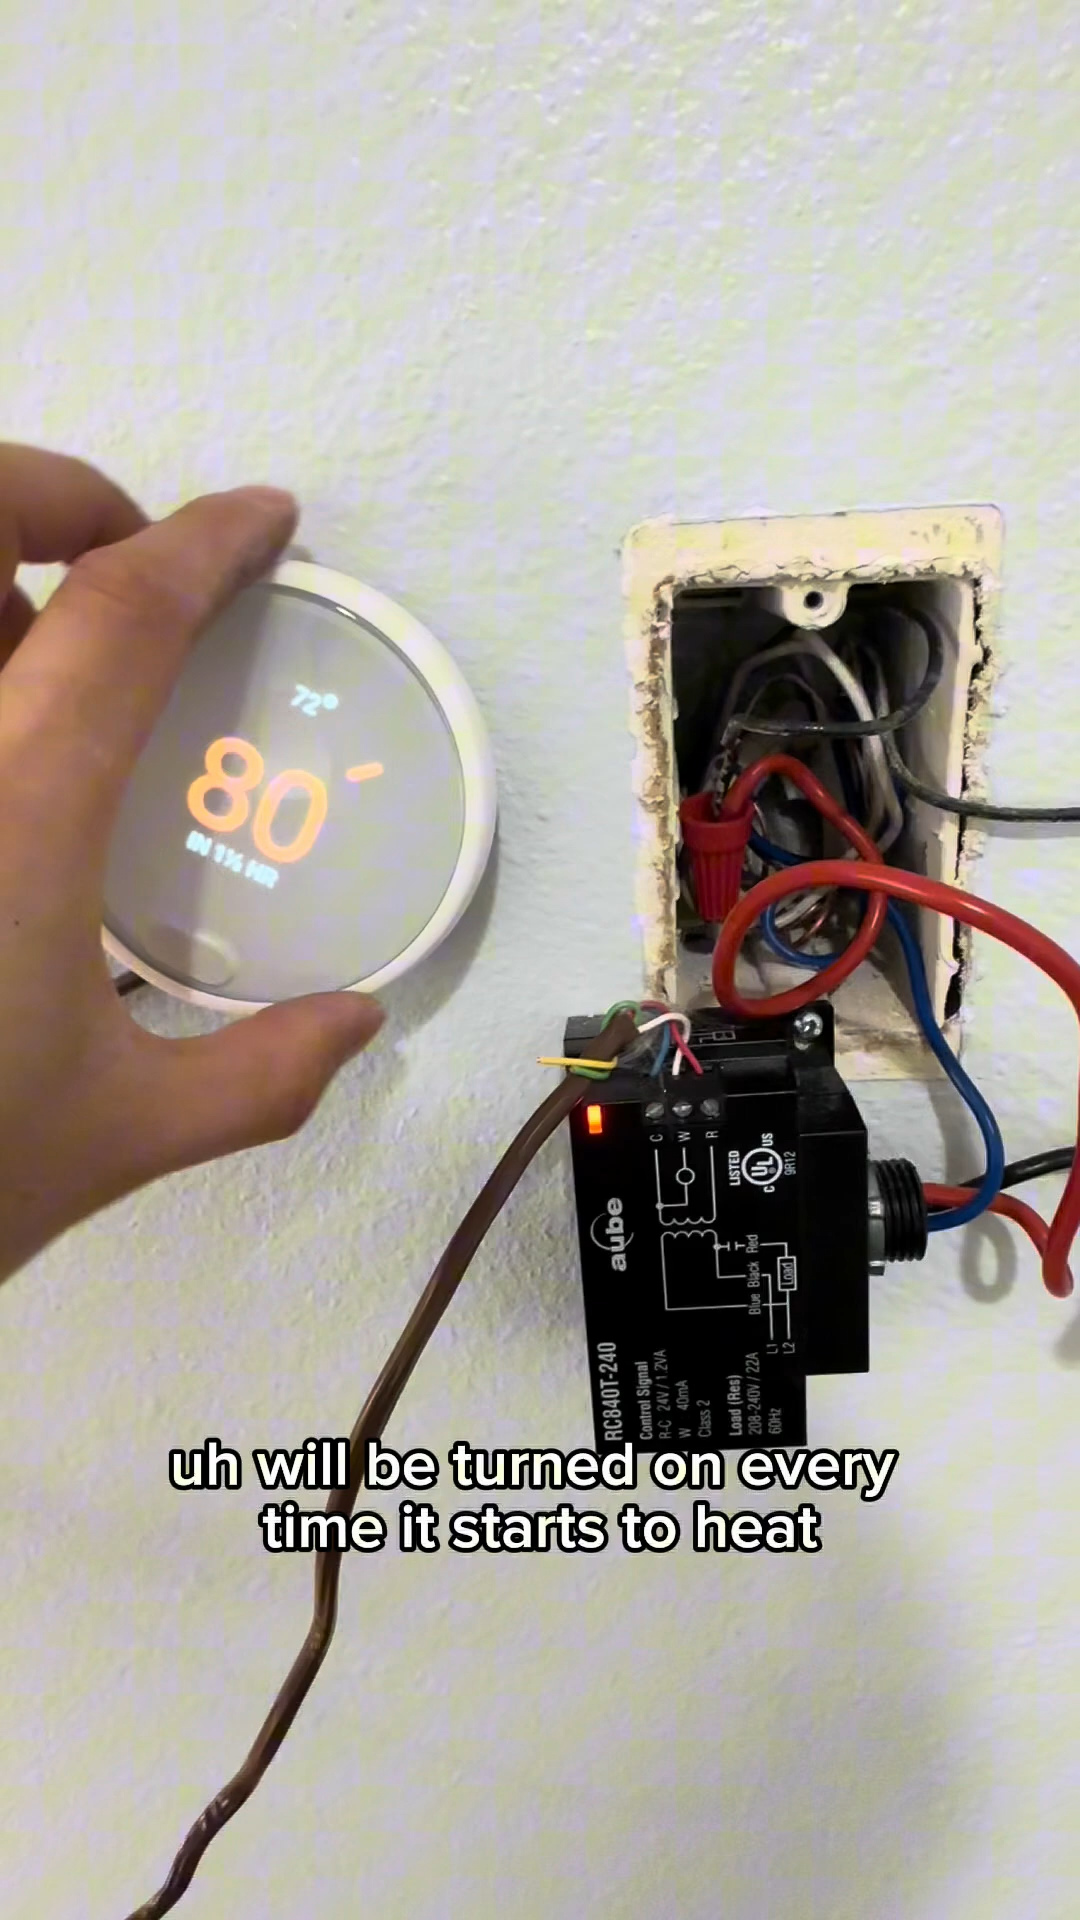 72°
80
IN 1½ HR
C
W
R
LISTED
C UL US
9R12
aube
Blue Black Red
Load
L1
L2
RC840T-240
Control Signal
R-C 24V / 1.2VA
W 40mA
Class 2
Load (Res)
208-240V / 22A
60Hz
uh will be turned on every
time it starts to heat